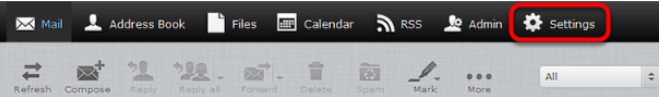 Mail Address Book Files Calendar RSS Admin Settings
Refresh Compose Reply Reply all Forward Delete Spam Mark More All